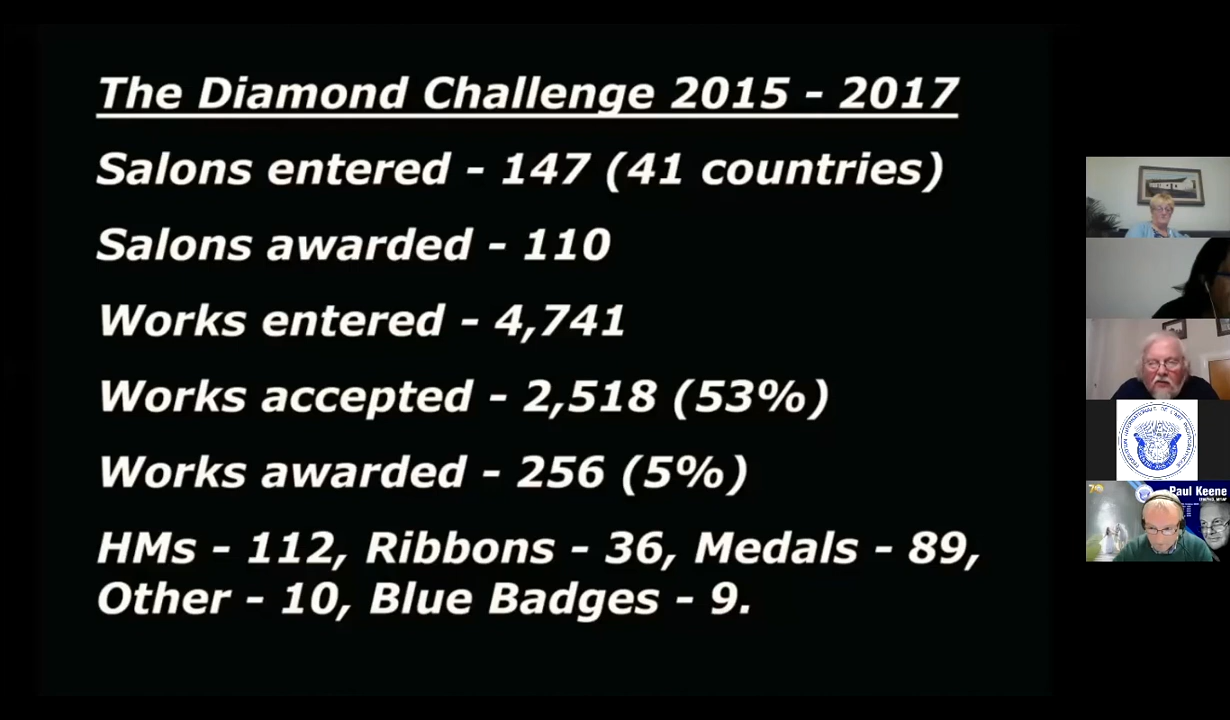 The Diamond Challenge 2015 - 2017
Salons entered - 147 (41 countries)
Salons awarded - 110
Works entered - 4,741
Works accepted - 2,518 (53%)
Works awarded - 256 (5%)
HMs - 112, Ribbons - 36, Medals - 89,
Other - 10, Blue Badges - 9.
Paul Keene